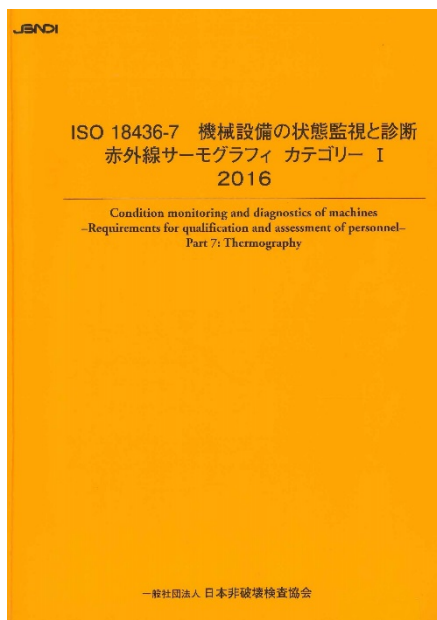 JSNDI
ISO 18436-7 機械設備の状態監視と診断
赤外線サーモグラフィ カテゴリー Ⅰ
2016
Condition monitoring and diagnostics of machines
–Requirements for qualification and assessment of personnel–
Part 7: Thermography
一般社団法人 日本非破壊検査協会